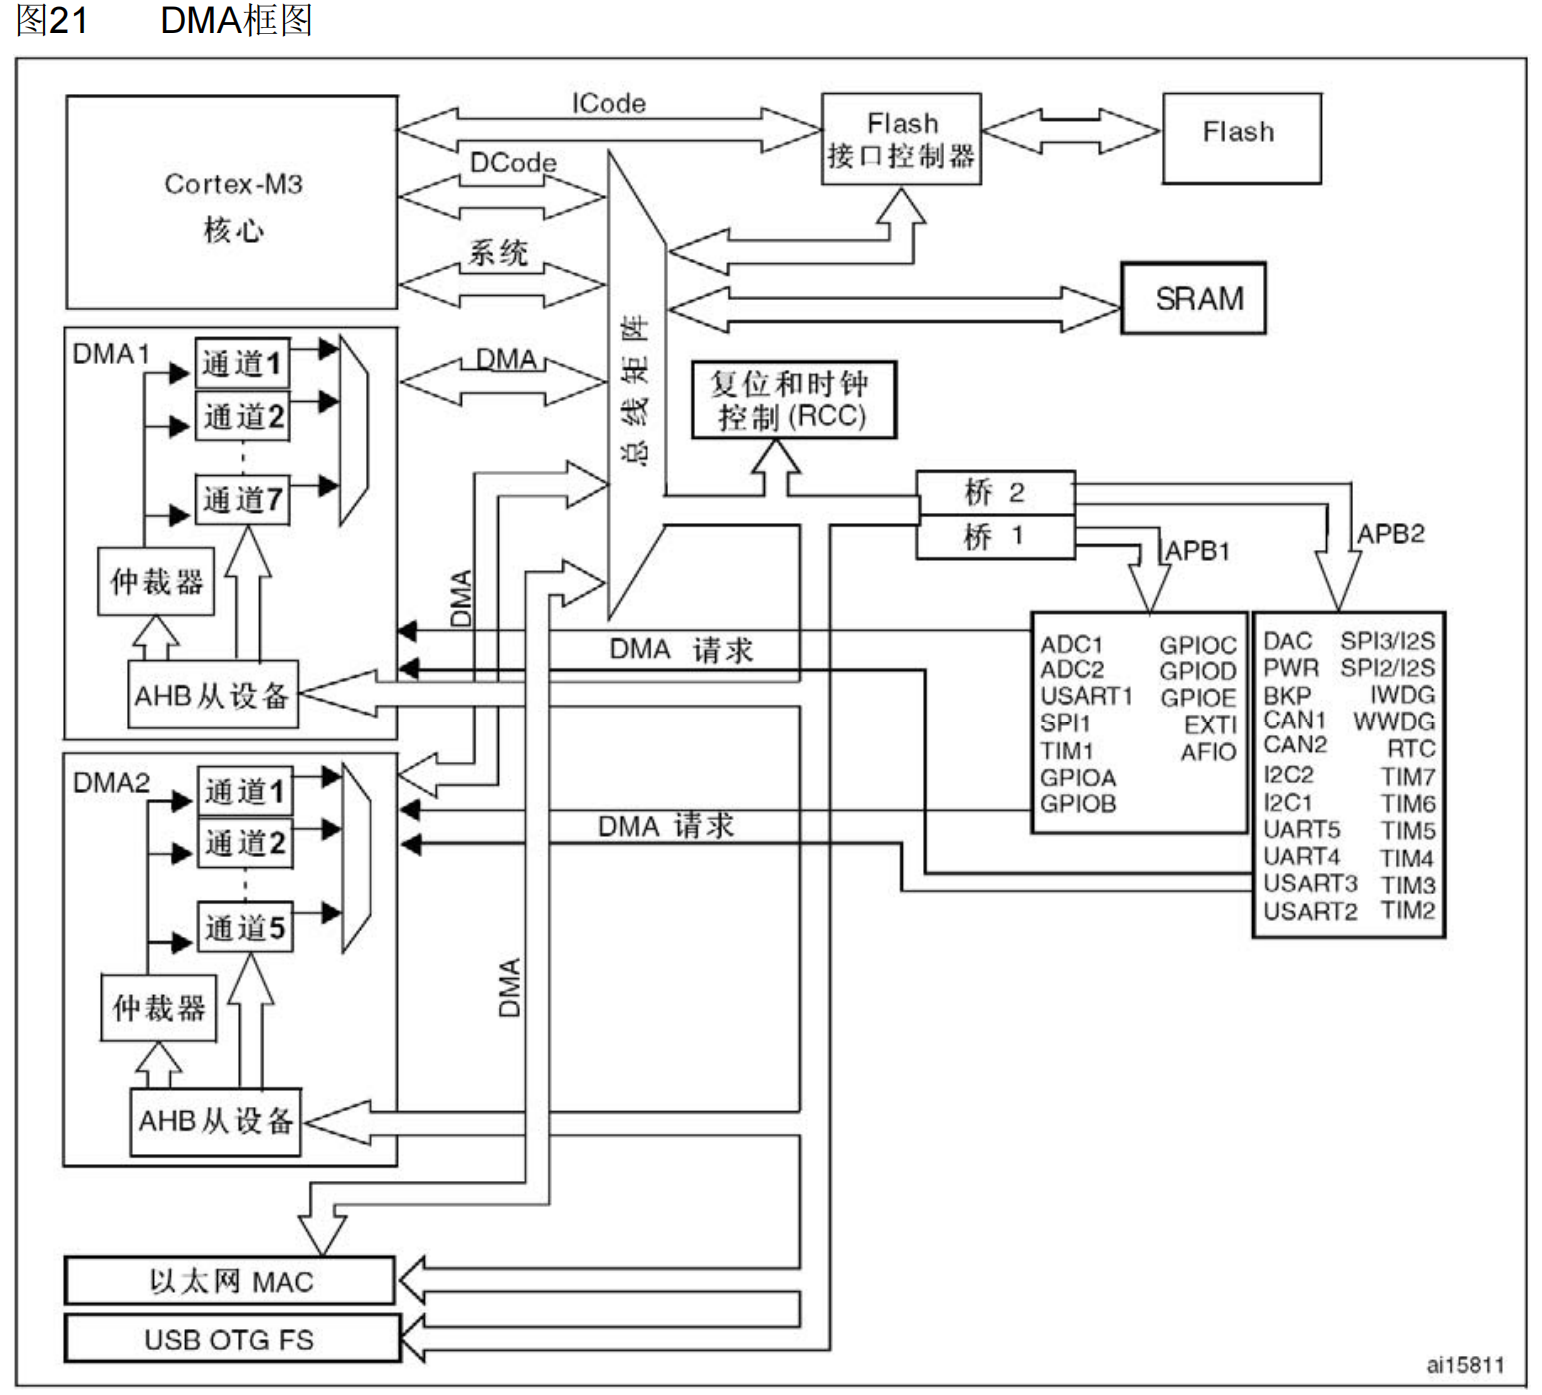 图21 DMA框图
ICode
Flash
接口控制器
Flash
Cortex-M3
核心
DCode
系统
SRAM
总线矩阵
DMA
DMA1
通道1
通道2
通道7
仲裁器
AHB从设备
复位和时钟
控制(RCC)
桥 2
桥 1
APB1
APB2
DMA
DMA 请求
ADC1 GPIOC
ADC2 GPIOD
USART1 GPIOE
SPI1 EXTI
TIM1 AFIO
GPIOA
GPIOB
DAC SPI3/I2S
PWR SPI2/I2S
BKP IWDG
CAN1 WWDG
CAN2 RTC
I2C2 TIM7
I2C1 TIM6
UART5 TIM5
UART4 TIM4
USART3 TIM3
USART2 TIM2
DMA2
通道1
通道2
通道5
仲裁器
AHB从设备
DMA 请求
DMA
以太网 MAC
USB OTG FS
ai15811